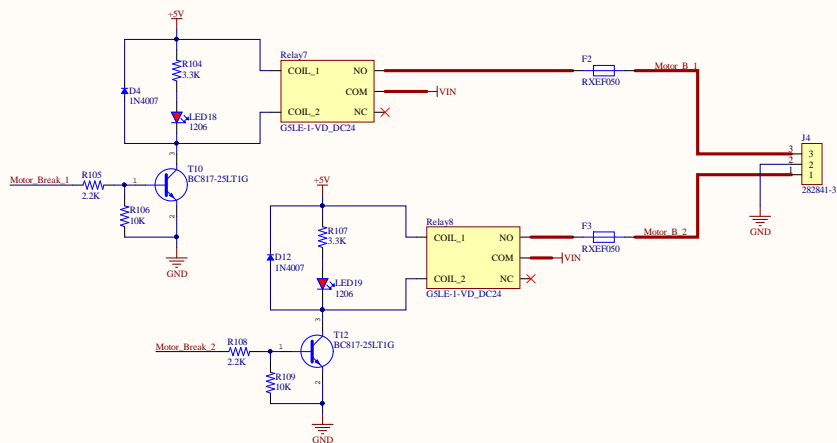 +5V
Relay7
R104
3.3K
COIL_1
NO
COM
VIN
COIL_2
NC
G5LE-1-VD_DC24
D4
1N4007
LED18
1206
F2
RXEF050
Motor_B_1
J4
3
3
2
2
1
1
282841-3
GND
3
T10
BC817-25LT1G
Motor_Break_1
R105
2.2K
1
R106
10K
2
GND
+5V
Relay8
R107
3.3K
COIL_1
NO
COM
VIN
COIL_2
NC
G5LE-1-VD_DC24
D12
1N4007
LED19
1206
F3
RXEF050
Motor_B_2
3
T12
BC817-25LT1G
Motor_Break_2
R108
2.2K
1
R109
10K
2
GND